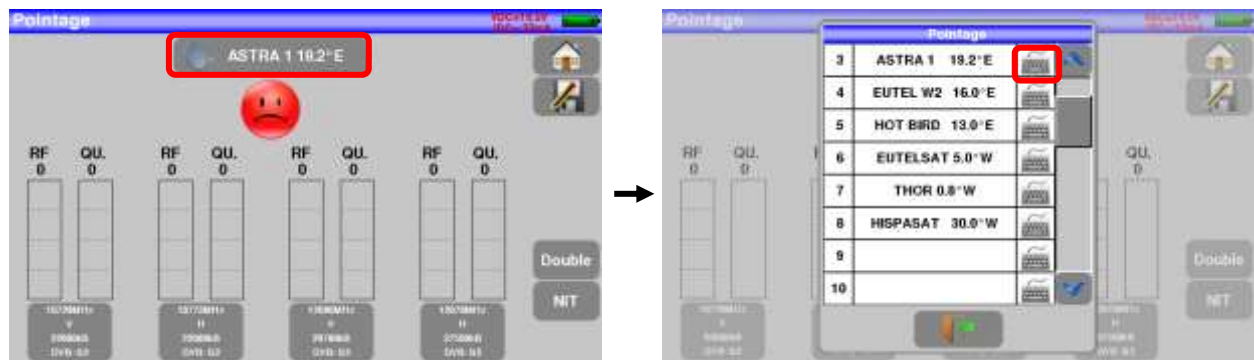 Pointage
ASTRA 1 19.2°E
RF QU. RF QU. RF QU. RF QU.
0 0 0 0 0 0 0 0
Double
NIT
V
H
V
H
Pointage
Pointage
3 ASTRA 1 19.2°E
4 EUTEL W2 16.0°E
5 HOT BIRD 13.0°E
6 EUTELSAT 5.0°W
7 THOR 0.8°W
8 HISPASAT 30.0°W
9
10
RF QU. QU.
0 0 0
Double
NIT